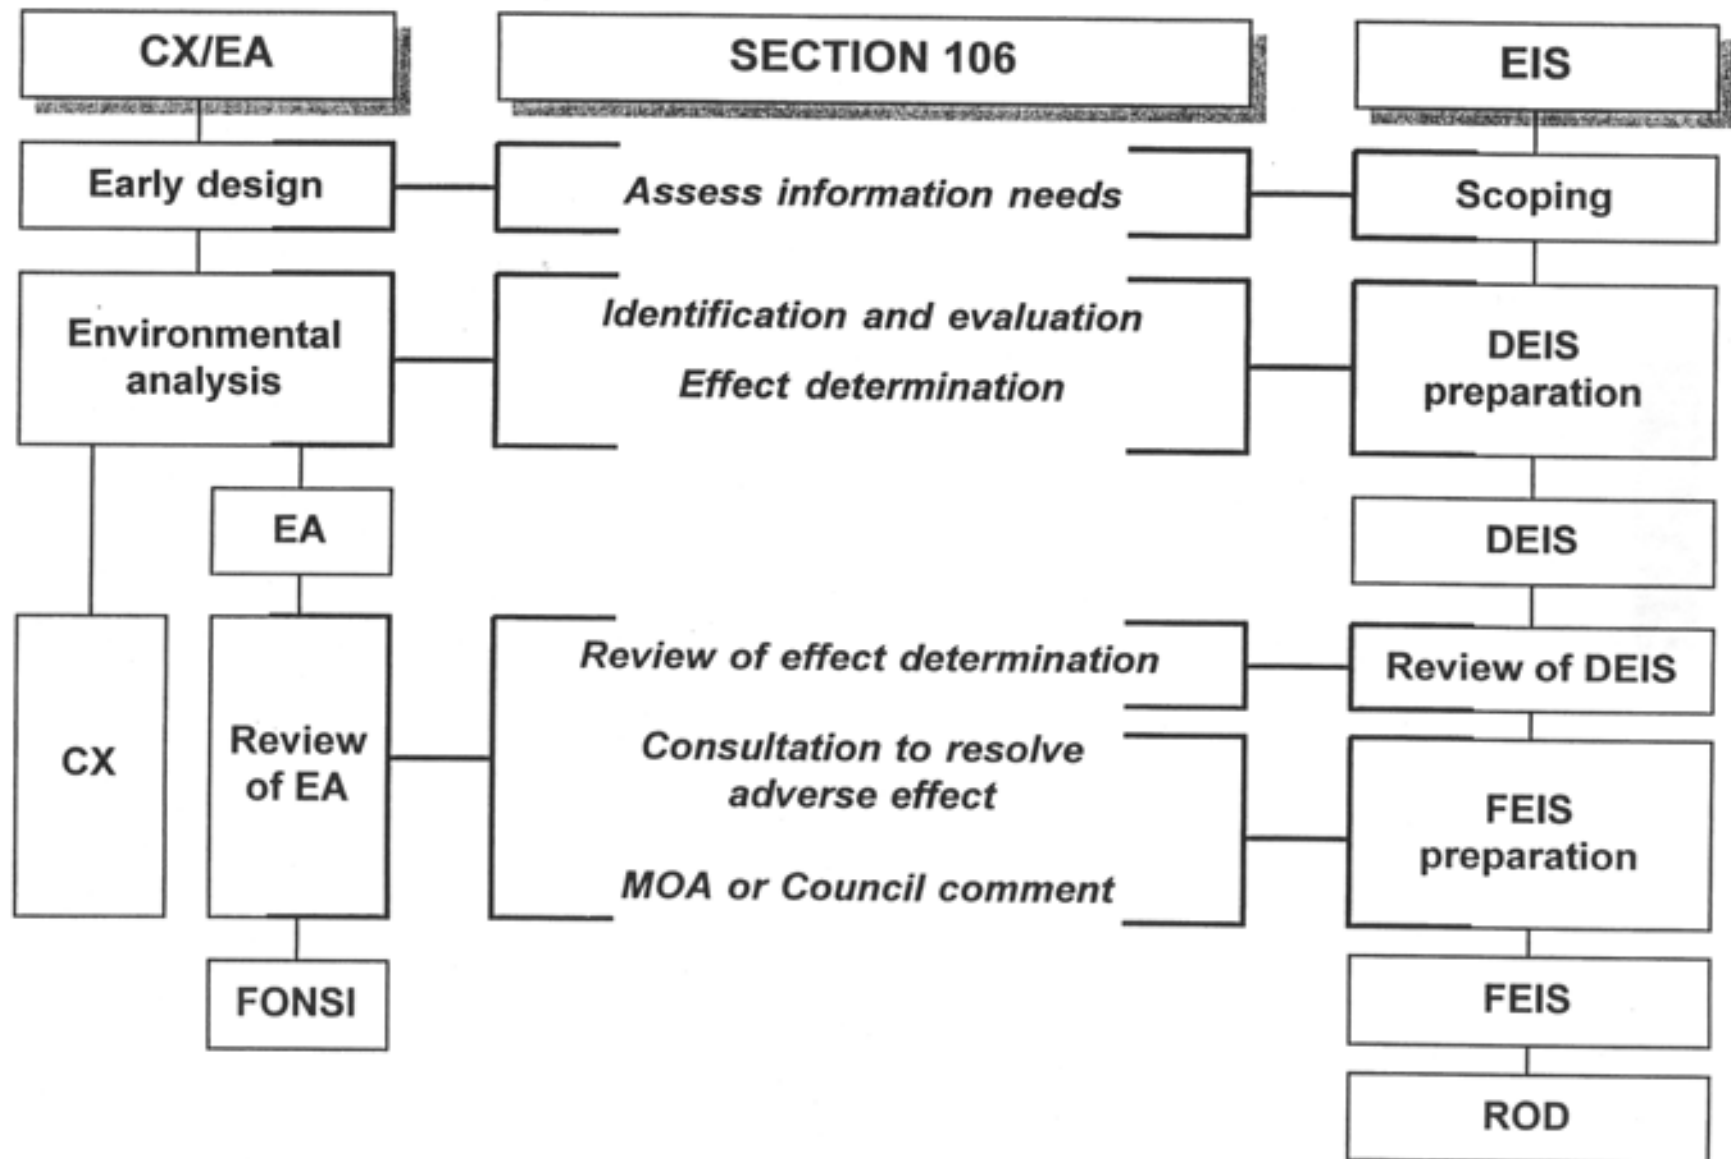 CX/EA
SECTION 106
EIS
Early design
Assess information needs
Scoping
Environmental
analysis
Identification and evaluation
Effect determination
DEIS
preparation
EA
DEIS
CX
Review
of EA
Review of effect determination
Consultation to resolve
adverse effect
MOA or Council comment
Review of DEIS
FEIS
preparation
FONSI
FEIS
ROD